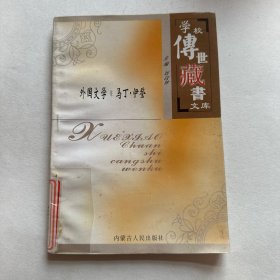 学校
傳世
藏書
文库
外国文学：马丁·伊登
XUEXIAO
Chuan
shi
cangshu
wenku
内蒙古人民出版社